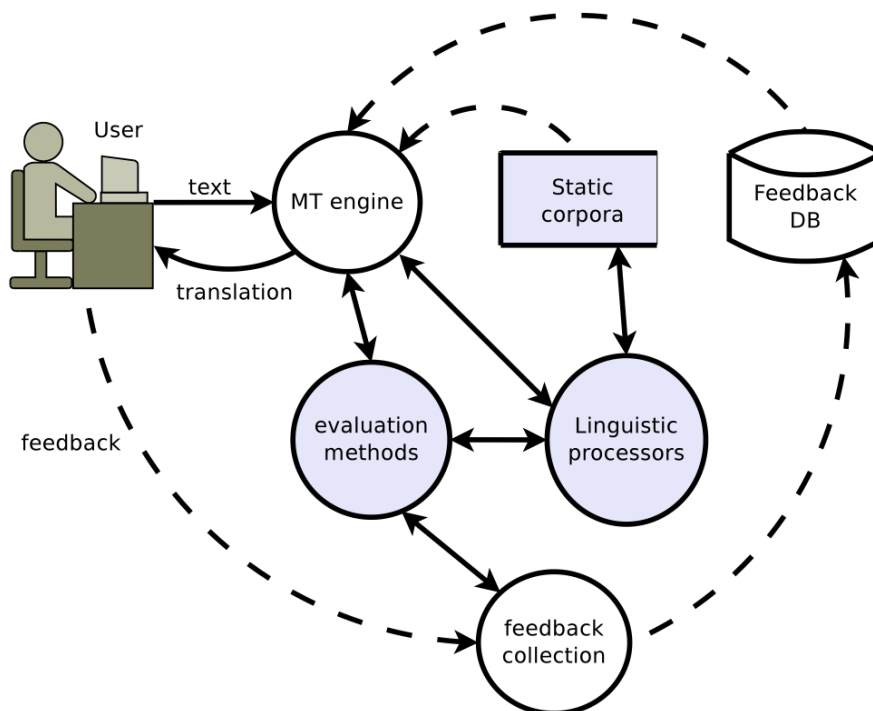 User
text
MT engine
Static
corpora
Feedback
DB
translation
feedback
evaluation
methods
Linguistic
processors
feedback
collection